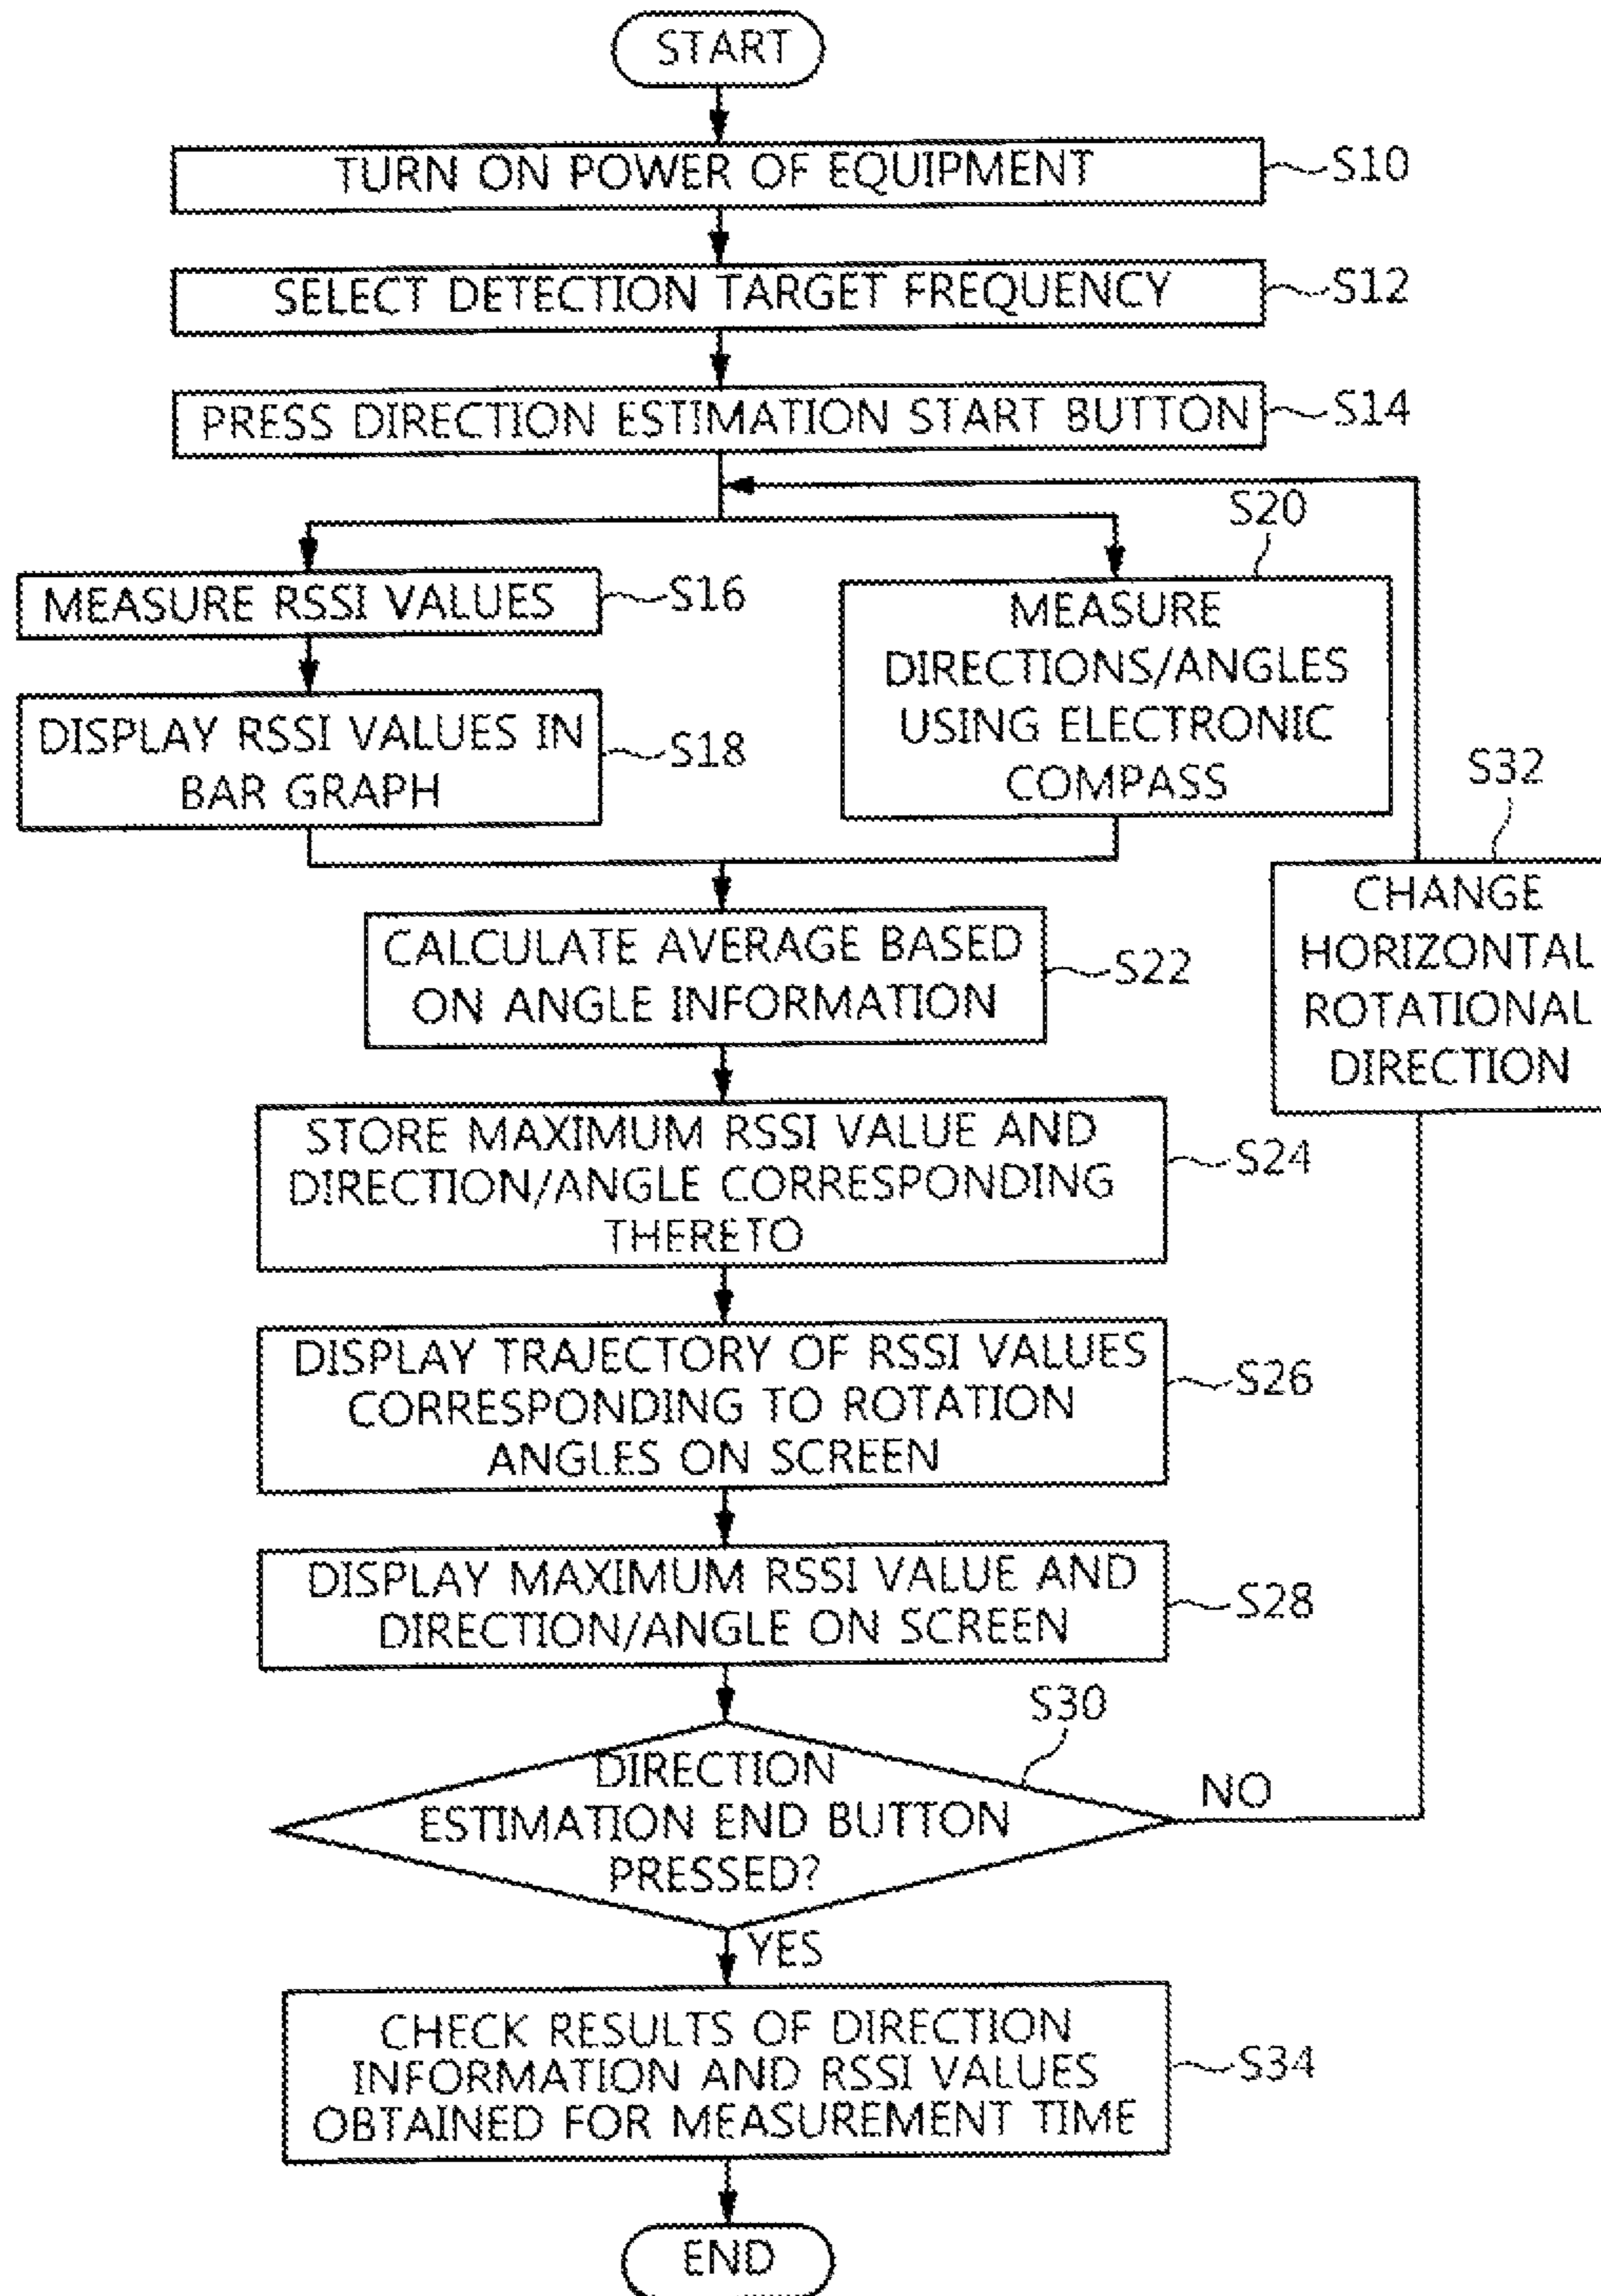 START
TURN ON POWER OF EQUIPMENT
S10
SELECT DETECTION TARGET FREQUENCY
S12
PRESS DIRECTION ESTIMATION START BUTTON
S14
MEASURE RSSI VALUES
S16
DISPLAY RSSI VALUES IN
BAR GRAPH
S18
S20
MEASURE
DIRECTIONS/ANGLES
USING ELECTRONIC
COMPASS
S32
CHANGE
HORIZONTAL
ROTATIONAL
DIRECTION
CALCULATE AVERAGE BASED
ON ANGLE INFORMATION
S22
STORE MAXIMUM RSSI VALUE AND
DIRECTION/ANGLE CORRESPONDING
THERETO
S24
DISPLAY TRAJECTORY OF RSSI VALUES
CORRESPONDING TO ROTATION
ANGLES ON SCREEN
S26
DISPLAY MAXIMUM RSSI VALUE AND
DIRECTION/ANGLE ON SCREEN
S28
S30
DIRECTION
ESTIMATION END BUTTON
PRESSED?
NO
YES
CHECK RESULTS OF DIRECTION
INFORMATION AND RSSI VALUES
OBTAINED FOR MEASUREMENT TIME
S34
END